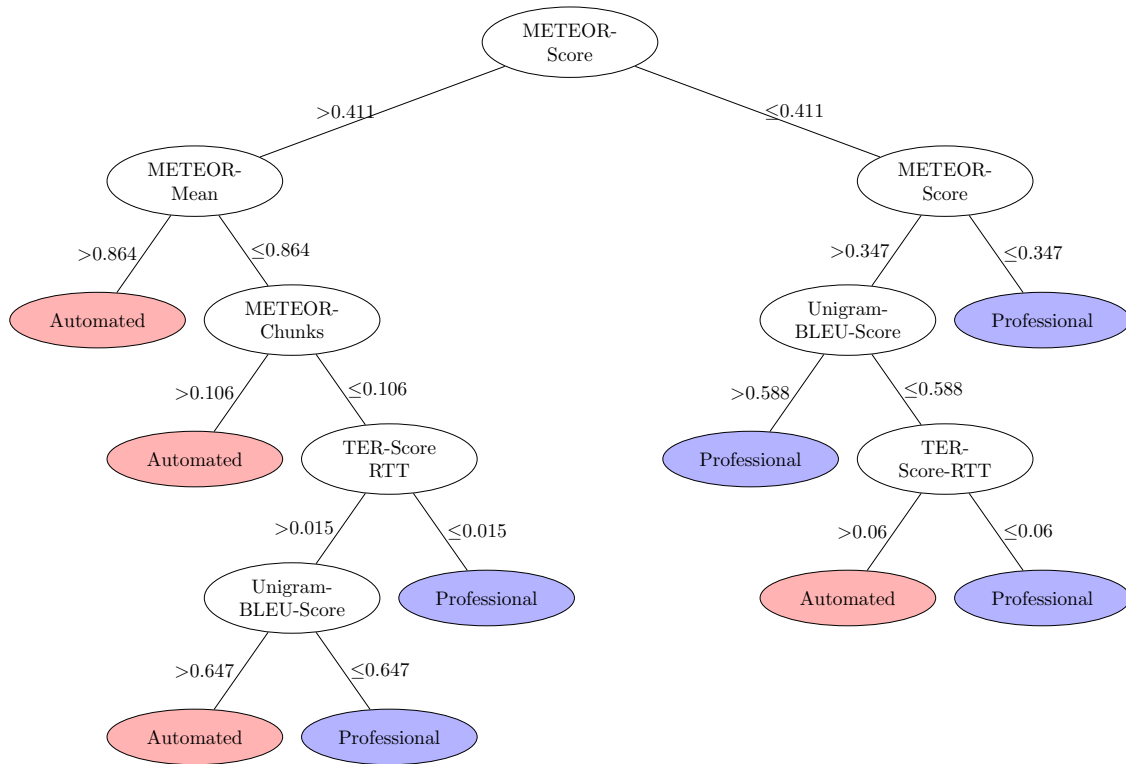 METEOR-
Score
>0.411
≤0.411
METEOR-
Mean
METEOR-
Score
>0.864
≤0.864
>0.347
≤0.347
Automated
METEOR-
Chunks
Unigram-
BLEU-Score
Professional
>0.106
≤0.106
>0.588
≤0.588
Automated
TER-Score
RTT
Professional
TER-
Score-RTT
>0.015
≤0.015
>0.06
≤0.06
Unigram-
BLEU-Score
Professional
Automated
Professional
>0.647
≤0.647
Automated
Professional